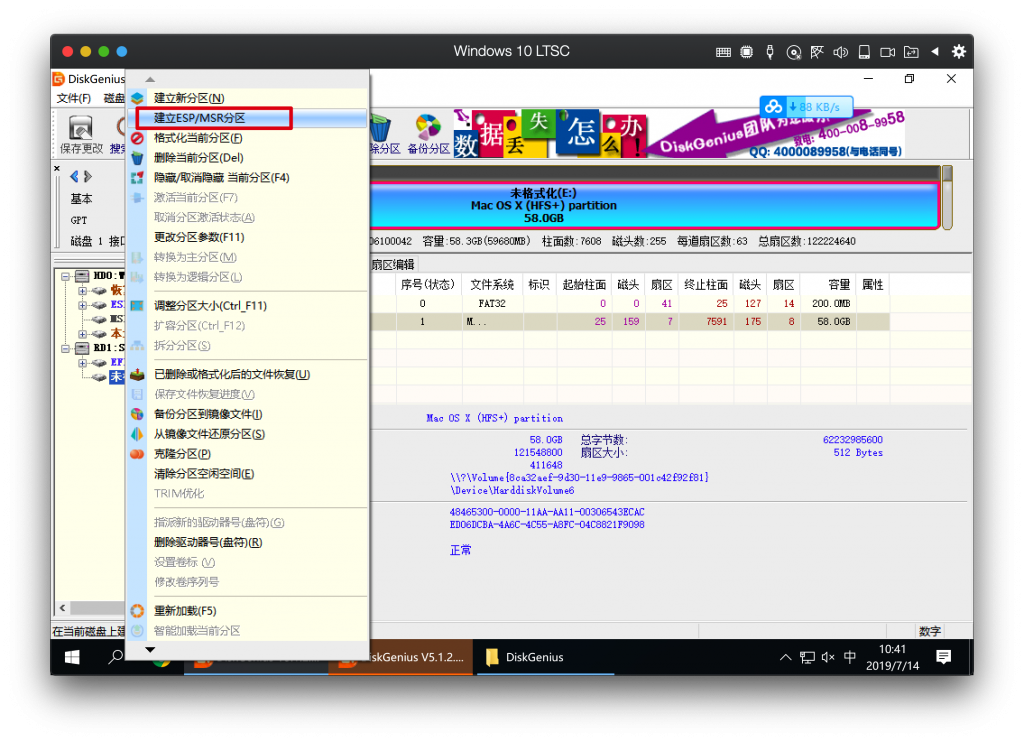 Windows 10 LTSC
DiskGenius
文件(F) 磁盘
88 KB/s
保存更改 搜
除分区 备份分区
数据丢失怎么办!
DiskGenius团队为您服务
致电: 400-008-9958
QQ: 4000089958(与电话同号)
建立新分区(N)
建立ESP/MSR分区
格式化当前分区(F)
删除当前分区(Del)
隐藏/取消隐藏 当前分区(F4)
激活当前分区(F7)
取消分区激活状态(A)
更改分区参数(F11)
转换为主分区(M)
转换为逻辑分区(L)
调整分区大小(Ctrl_F11)
扩容分区(Ctrl_F12)
拆分分区(S)
已删除或格式化后的文件恢复(U)
保存文件恢复进度(V)
备份分区到镜像文件(I)
从镜像文件还原分区(S)
克隆分区(P)
清除分区空闲空间(E)
TRIM优化
指派新的驱动器号(盘符)(G)
删除驱动器号(盘符)(R)
设置卷标 (V)
修改卷序列号
重新加载(F5)
智能加载当前分区
基本
GPT
磁盘 1 接口
未格式化(E:)
Mac OS X (HFS+) partition
58.0GB
06100042 容量:58.3GB(59680MB) 柱面数:7608 磁头数:255 每道扇区数:63 总扇区数:122224640
HD0:W
恢
ES
MS
本
RD1:S
EF
未
扇区编辑
序号(状态) 文件系统 标识 起始柱面 磁头 扇区 终止柱面 磁头 扇区 容量 属性
0 FAT32 0 0 41 25 127 14 200.0MB
1 M... 25 159 7 7591 175 8 58.0GB
Mac OS X (HFS+) partition
58.0GB 总字节数: 62232985600
121548800 扇区大小: 512 Bytes
411648
\\?\Volume{8ca32aef-9d30-11e9-9865-001c42f92f81}
\Device\HarddiskVolume6
48465300-0000-11AA-AA11-00306543ECAC
ED06DCBA-4A6C-4C55-A8FC-04C8821F9098
正常
在当前磁盘上建
数字
iskGenius V5.1.2....
DiskGenius
中
10:41
2019/7/14